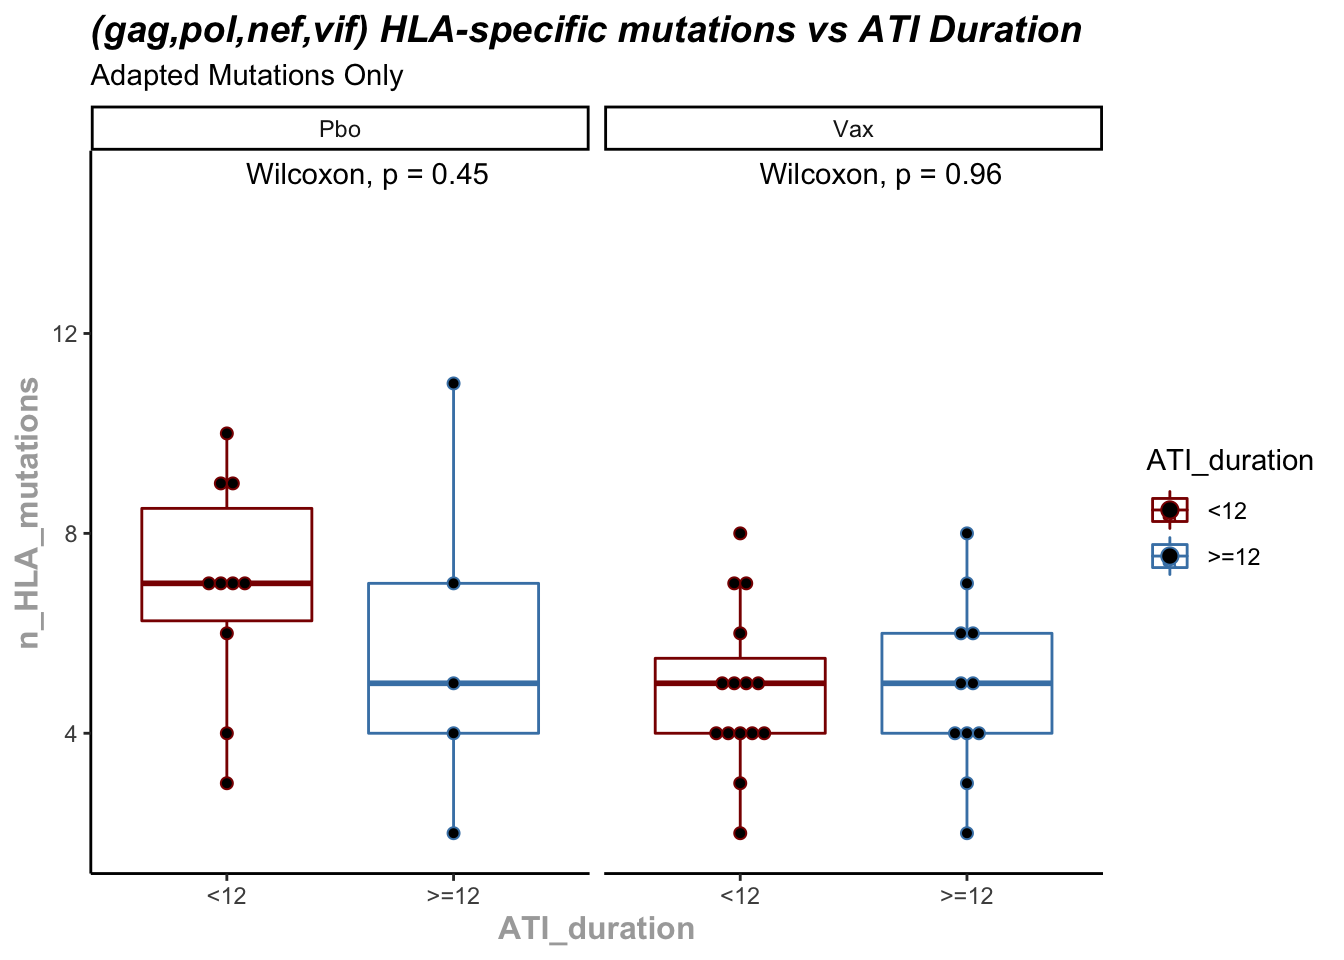 (gag,pol,nef,vif) HLA-specific mutations vs ATI Duration
Adapted Mutations Only
Pbo
Vax
Wilcoxon, p = 0.45
Wilcoxon, p = 0.96
12
8
4
n_HLA_mutations
<12
>=12
<12
>=12
ATI_duration
ATI_duration
<12
>=12